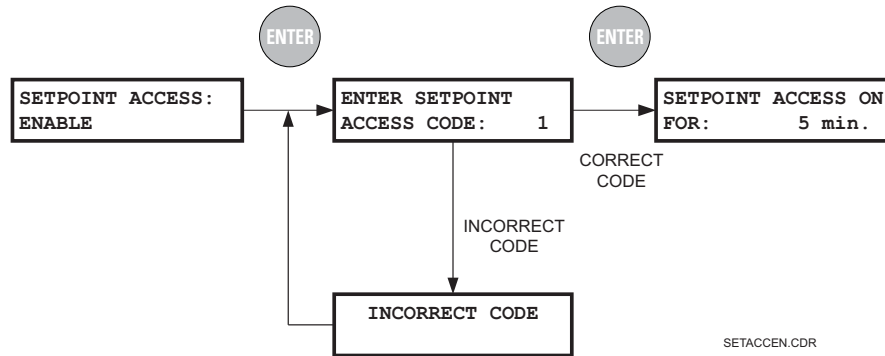 ENTER
ENTER
SETPOINT ACCESS:
ENABLE
ENTER SETPOINT
ACCESS CODE: 1
SETPOINT ACCESS ON
FOR: 5 min.
CORRECT
CODE
INCORRECT
CODE
INCORRECT CODE
SETACCEN.CDR